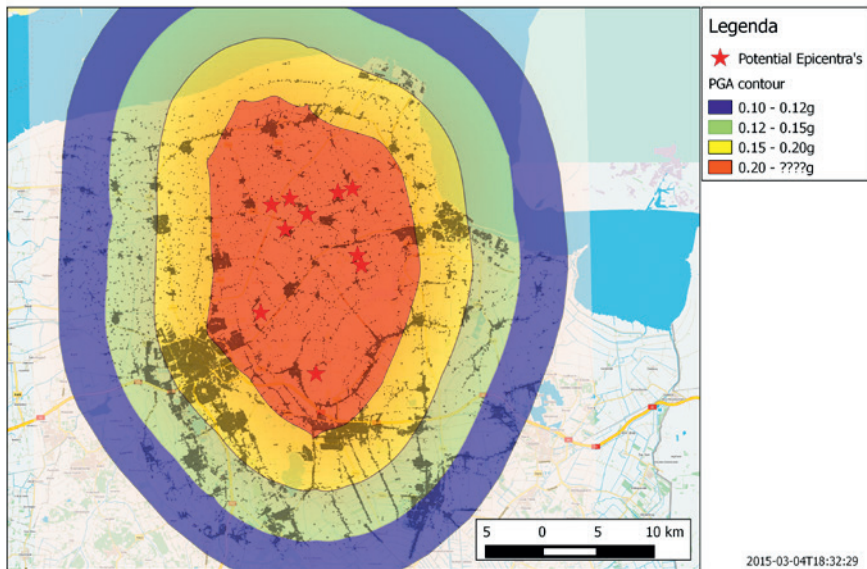 Legenda
Potential Epicentra's
PGA contour
0.10 - 0.12g
0.12 - 0.15g
0.15 - 0.20g
0.20 - ????g
5 0 5 10 km
2015-03-04T18:32:29